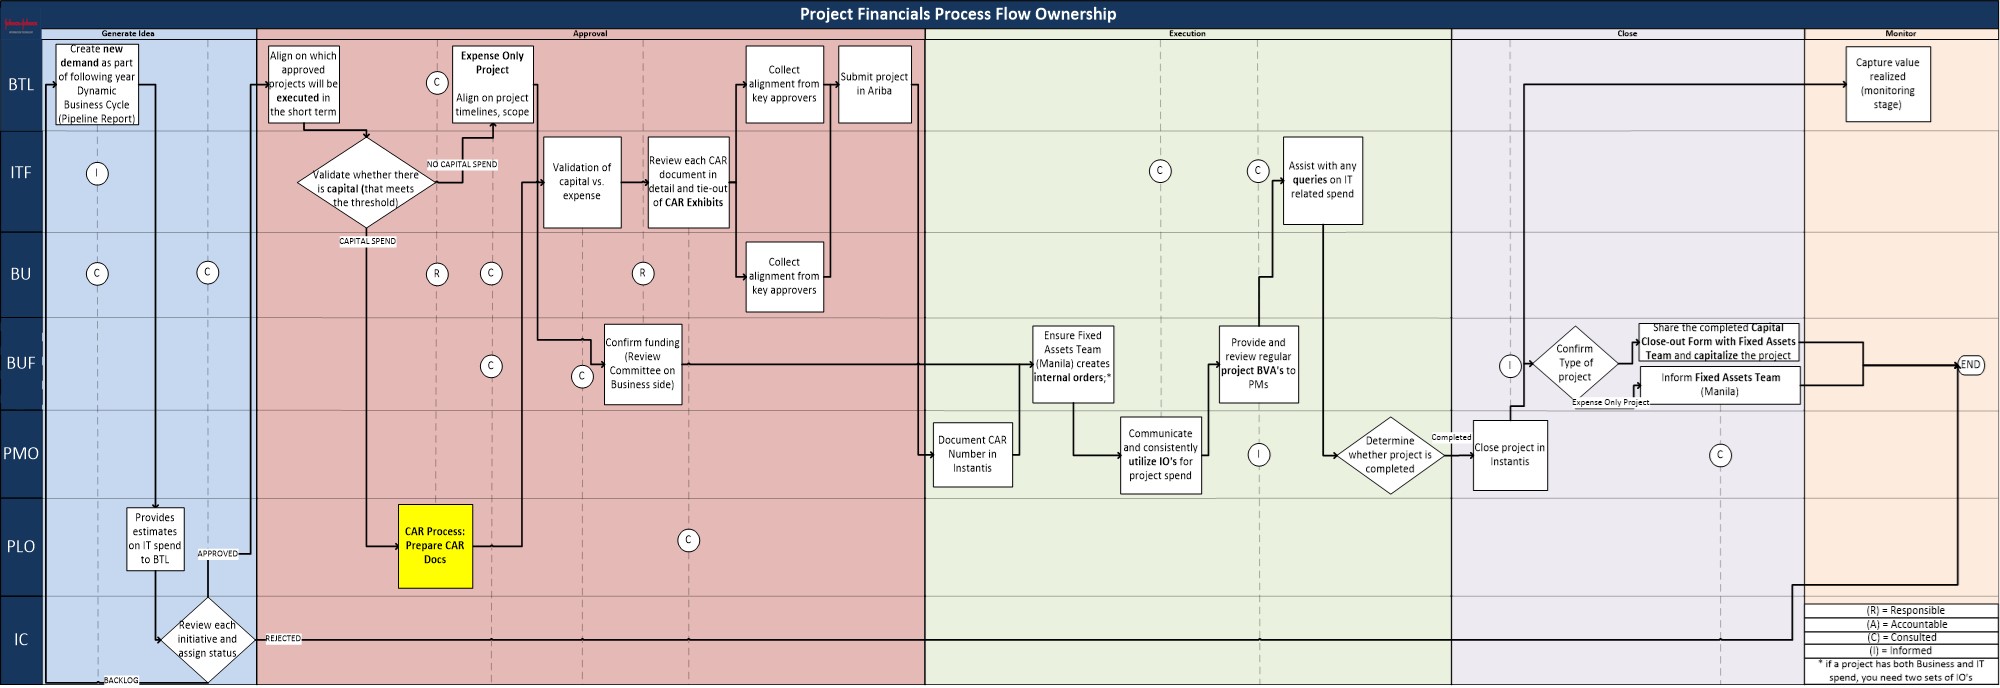 Project Financials Process Flow Ownership
Generate Idea
Approval
Execution
Close
Monitor
BTL
Create new
demand as part
of following year
Dynamic
Business Cycle
(Pipeline Report)
Align on which
approved
projects will be
executed in
the short term
C
Expense Only
Project
Align on project
timelines, scope
Collect
alignment from
key approvers
Submit project
in Ariba
Capture value
realized
(monitoring
stage)
ITF
I
Validate whether there
is capital (that meets
the threshold)
NO CAPITAL SPEND
CAPITAL SPEND
Validation of
capital vs.
expense
Review each CAR
document in
detail and tie-out
of CAR Exhibits
C
C
Assist with any
queries on IT
related spend
BU
C
C
R
C
R
Collect
alignment from
key approvers
BUF
C
C
Confirm funding
(Review
Committee on
Business side)
Ensure Fixed
Assets Team
(Manila) creates
internal orders;*
Provide and
review regular
project BVA's to
PMs
I
Confirm
Type of
project
Share the completed Capital
Close-out Form with Fixed Assets
Team and capitalize the project
Expense Only Project
Inform Fixed Assets Team
(Manila)
END
PMO
Document CAR
Number in
Instantis
Communicate
and consistently
utilize IO's for
project spend
I
Determine
whether project is
completed
Completed
Close project in
Instantis
C
PLO
Provides
estimates
on IT spend
to BTL
APPROVED
CAR Process:
Prepare CAR
Docs
C
IC
Review each
initiative and
assign status
REJECTED
BACKLOG
(R) = Responsible
(A) = Accountable
(C) = Consulted
(I) = Informed
* if a project has both Business and IT
spend, you need two sets of IO's